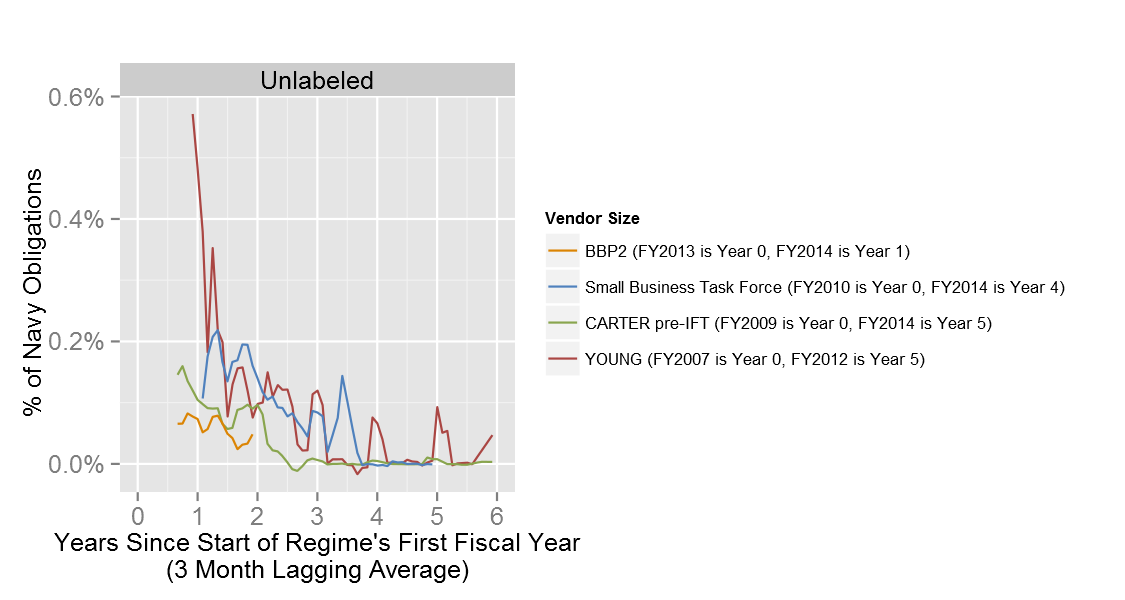 Unlabeled
0.6%
0.4%
0.2%
0.0%
% of Navy Obligations
0 1 2 3 4 5 6
Years Since Start of Regime's First Fiscal Year
(3 Month Lagging Average)
Vendor Size
BBP2 (FY2013 is Year 0, FY2014 is Year 1)
Small Business Task Force (FY2010 is Year 0, FY2014 is Year 4)
CARTER pre-IFT (FY2009 is Year 0, FY2014 is Year 5)
YOUNG (FY2007 is Year 0, FY2012 is Year 5)